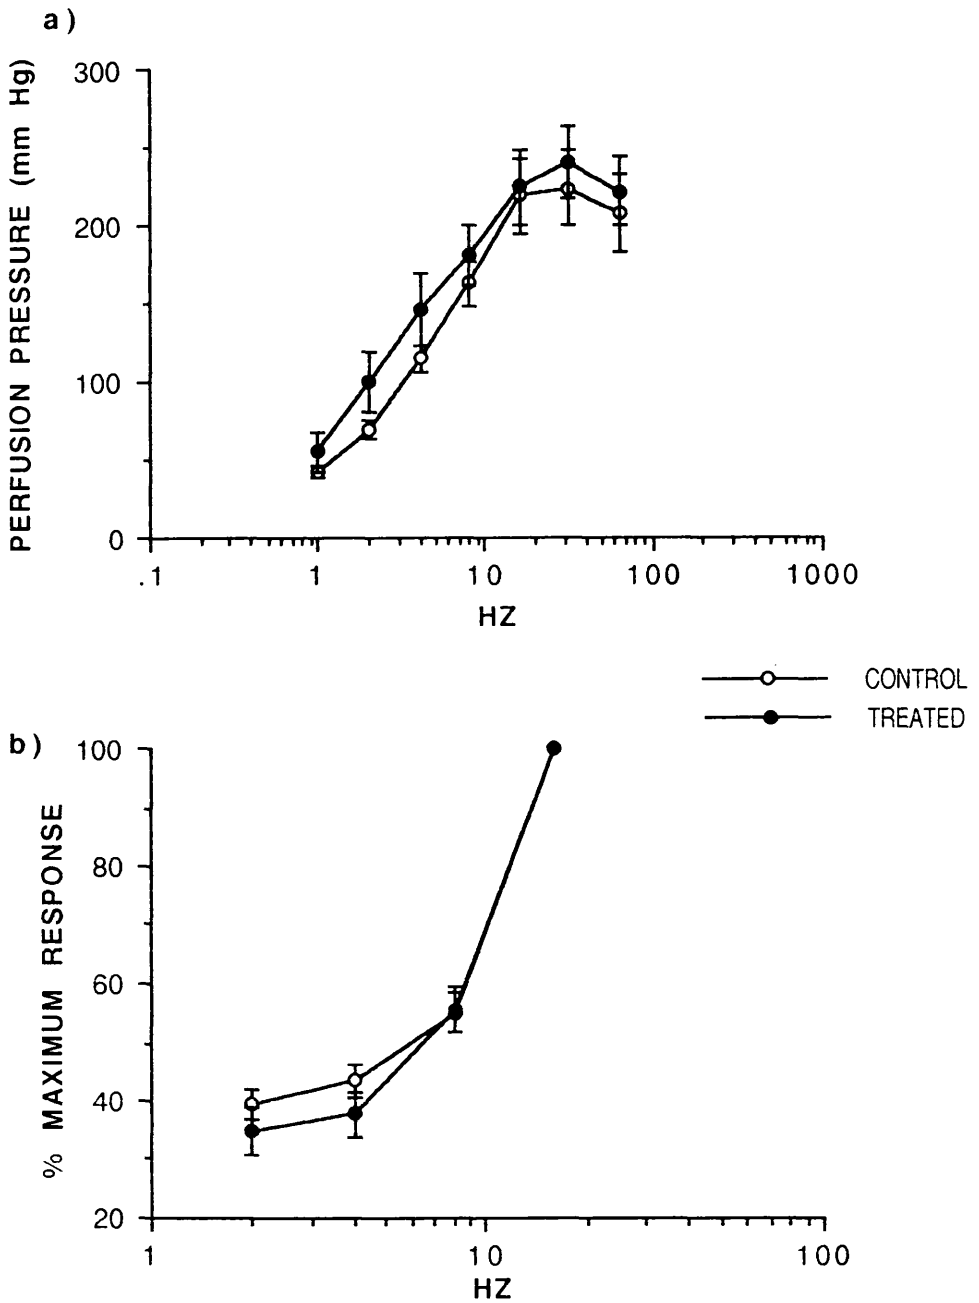 a)
PERFUSION PRESSURE (mm Hg)
300
200
100
0
.1 1 10 100 1000
HZ
CONTROL
TREATED
b)
% MAXIMUM RESPONSE
100
80
60
40
20
1 10 100
HZ